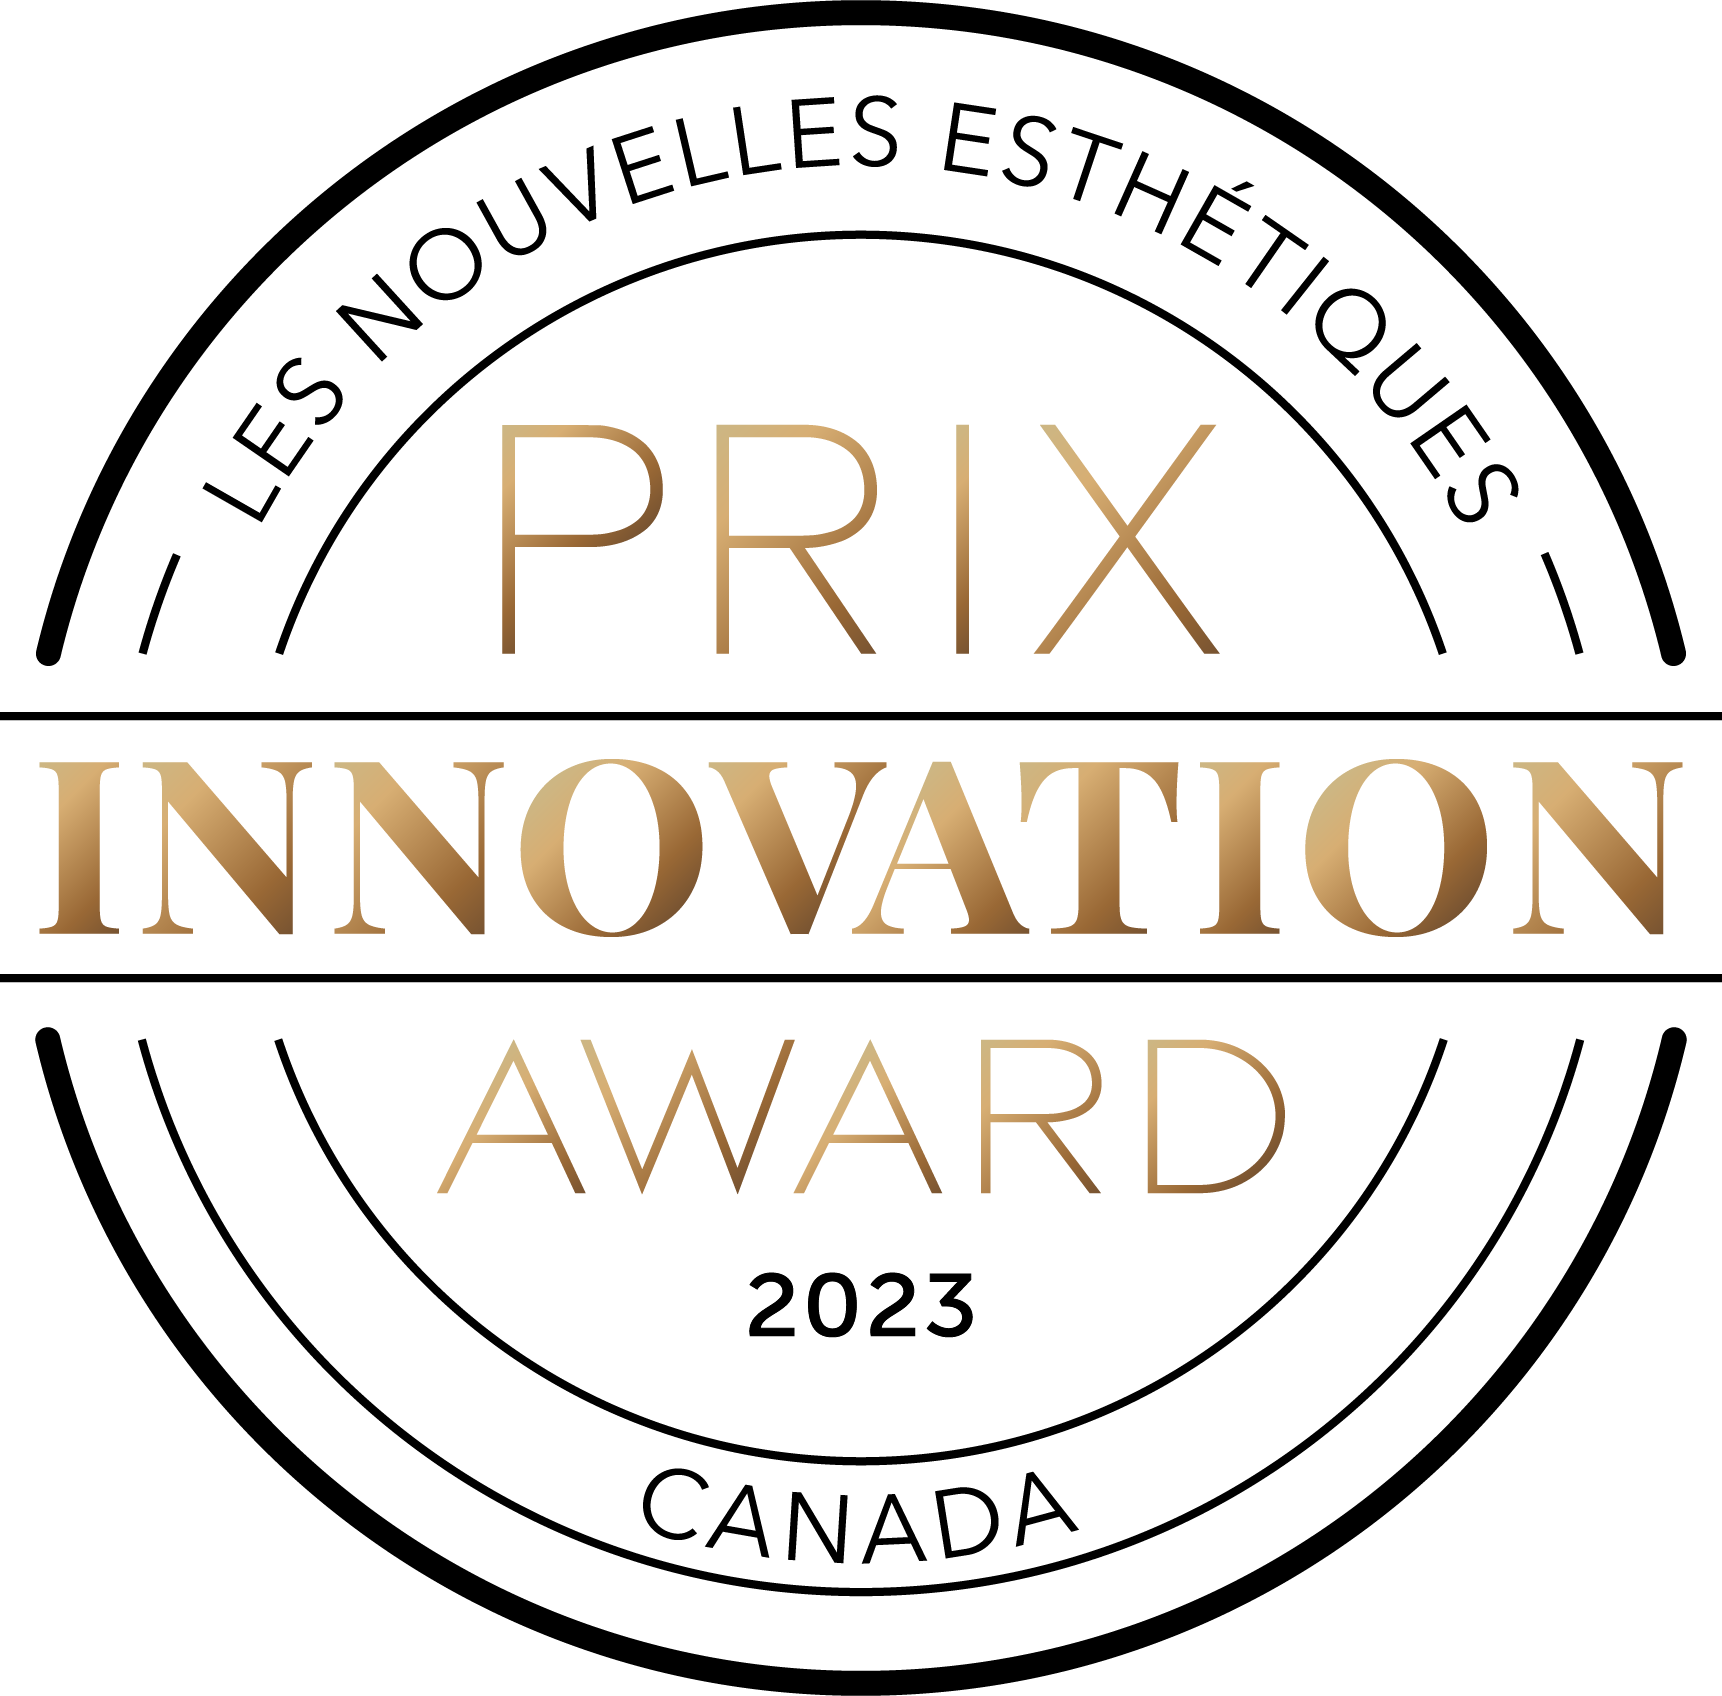 LES NOUVELLES ESTHÉTIQUES
PRIX
INNOVATION
AWARD
2023
CANADA